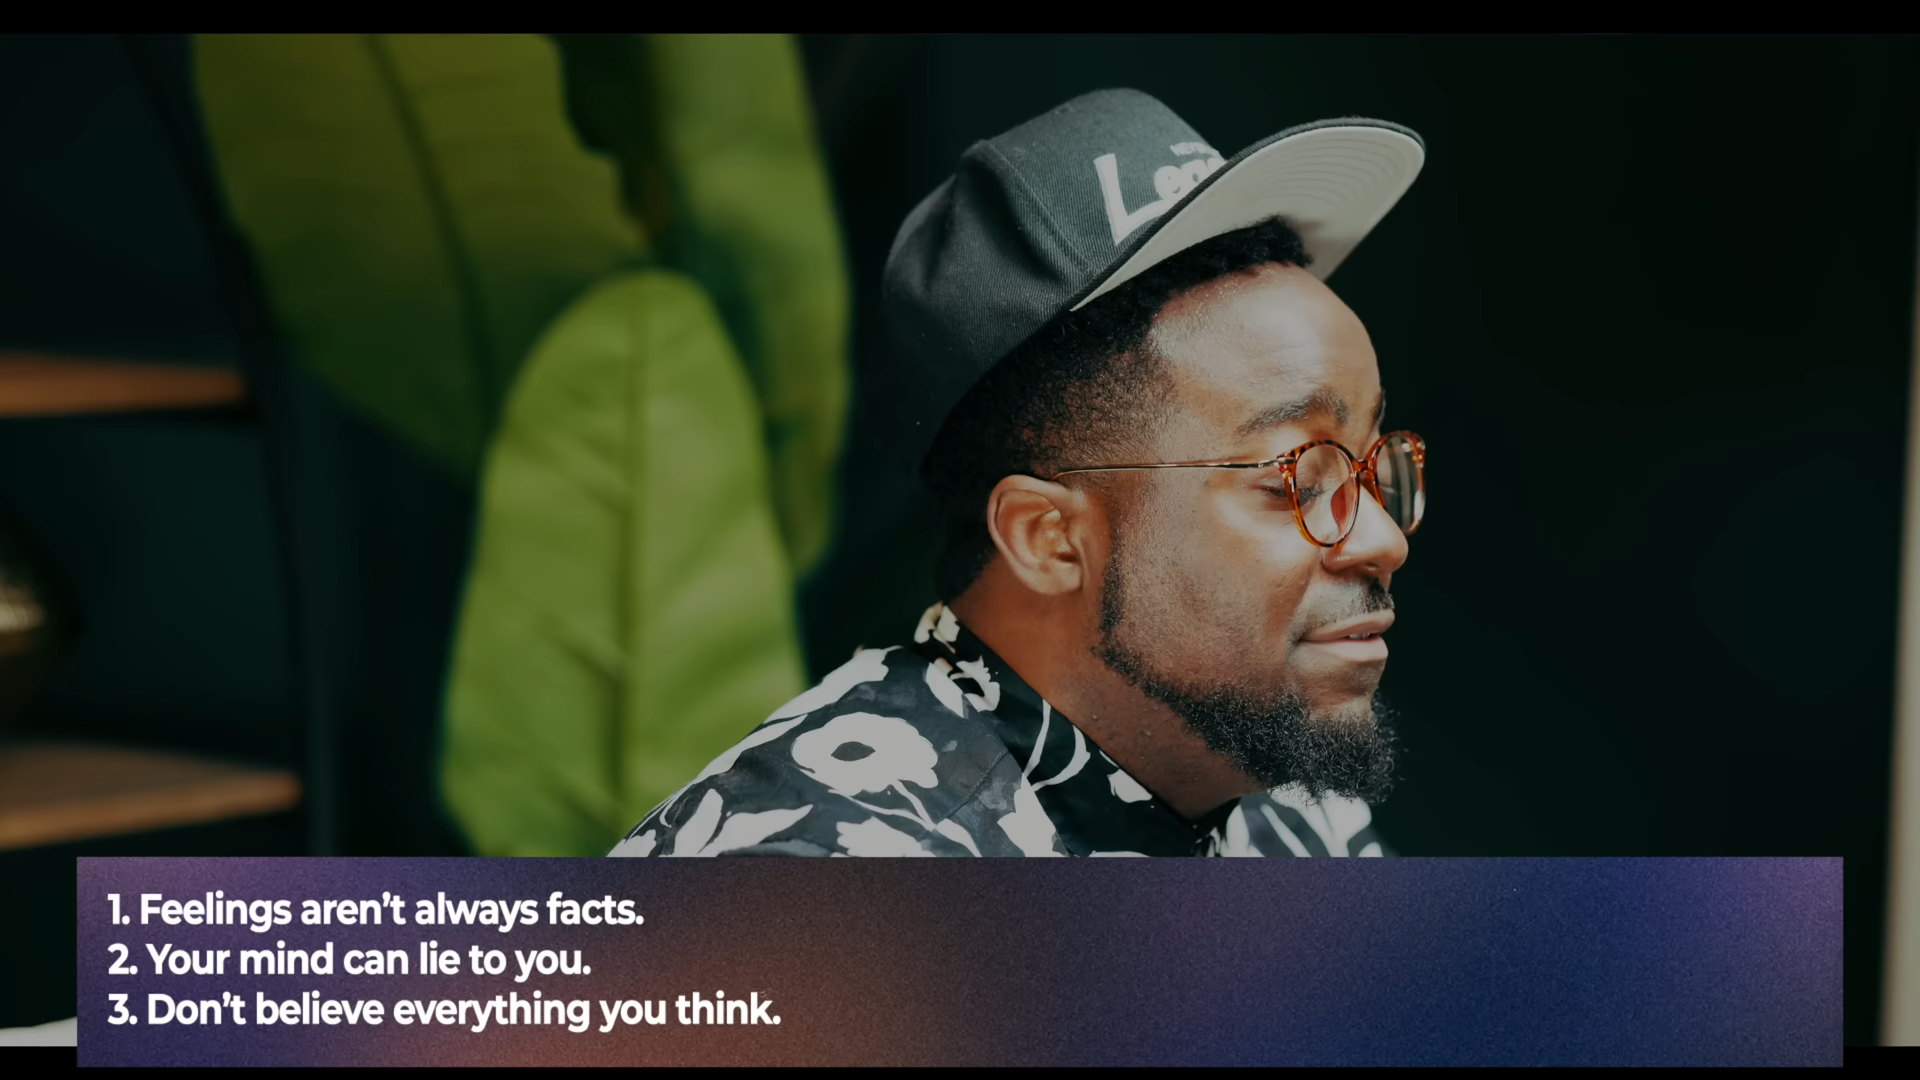 1. Feelings aren't always facts.
2. Your mind can lie to you.
3. Don't believe everything you think.